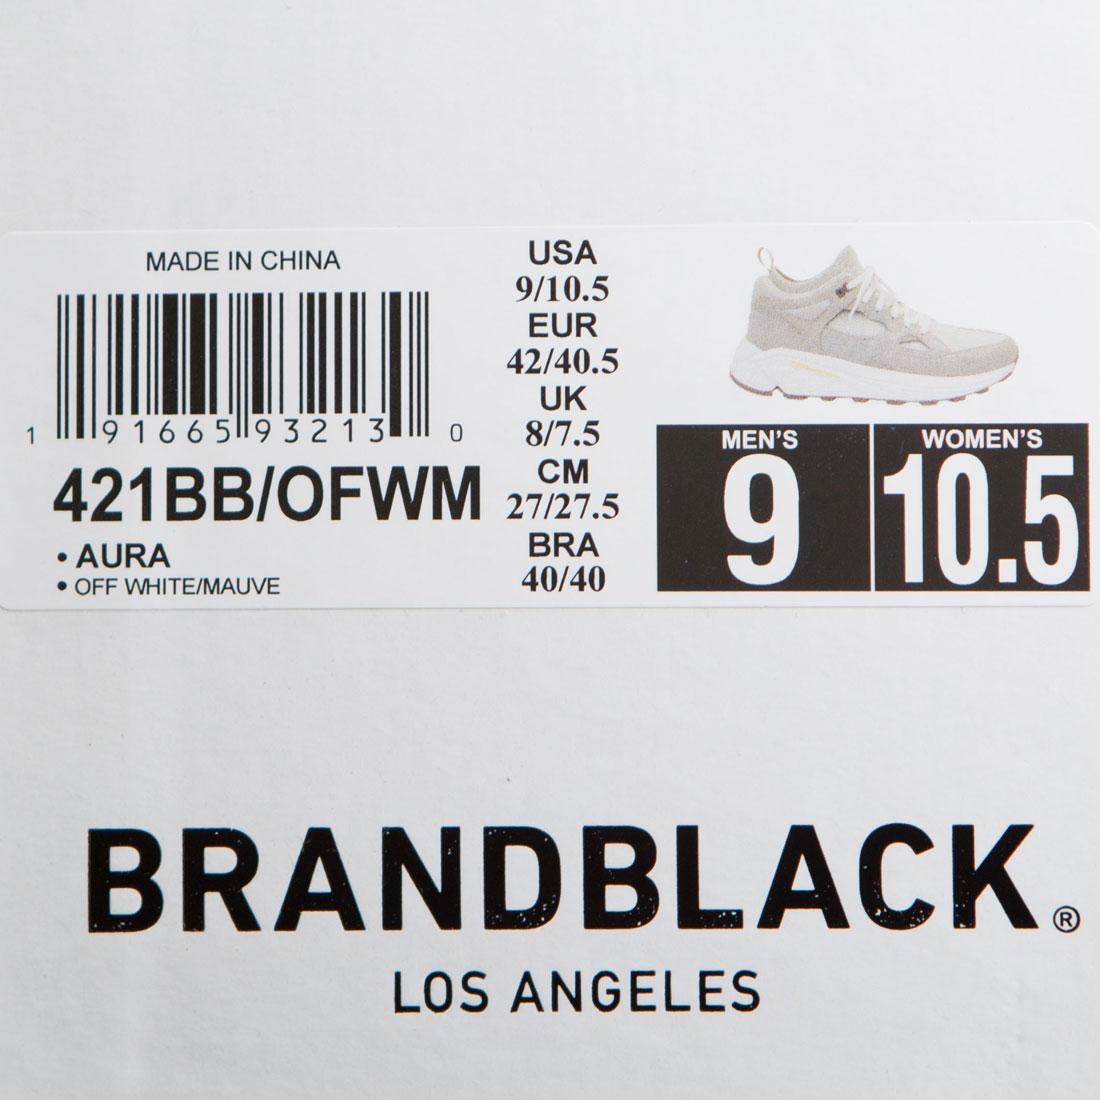 MADE IN CHINA
1 91665 93213 0
421BB/OFWM
• AURA
• OFF WHITE/MAUVE
USA
9/10.5
EUR
42/40.5
UK
8/7.5
CM
27/27.5
BRA
40/40
MEN'S
9
WOMEN'S
10.5
BRANDBLACK®
LOS ANGELES